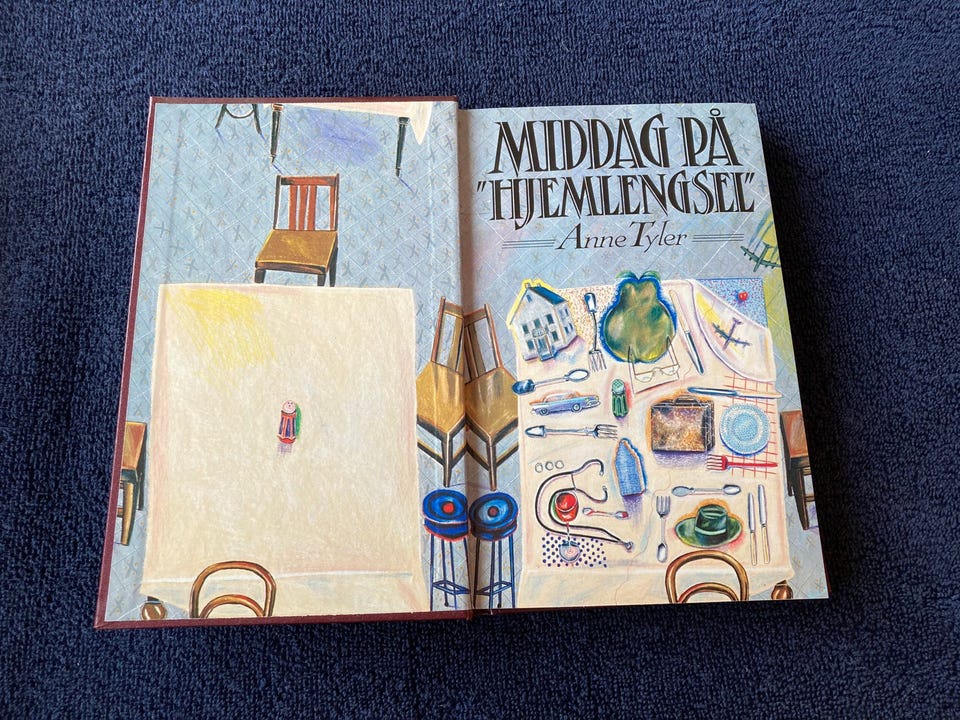 MIDDAG PÅ
"HJEMLENGSEL"
Anne Tyler